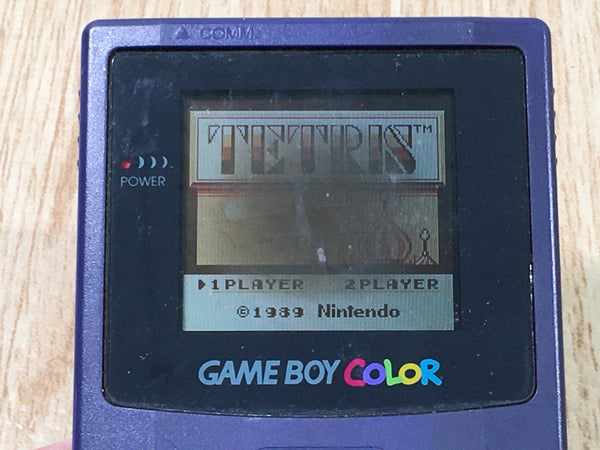 ▲ COMM.
POWER
TETRIS™
▶1PLAYER 2PLAYER
©1989 Nintendo
GAME BOY COLOR